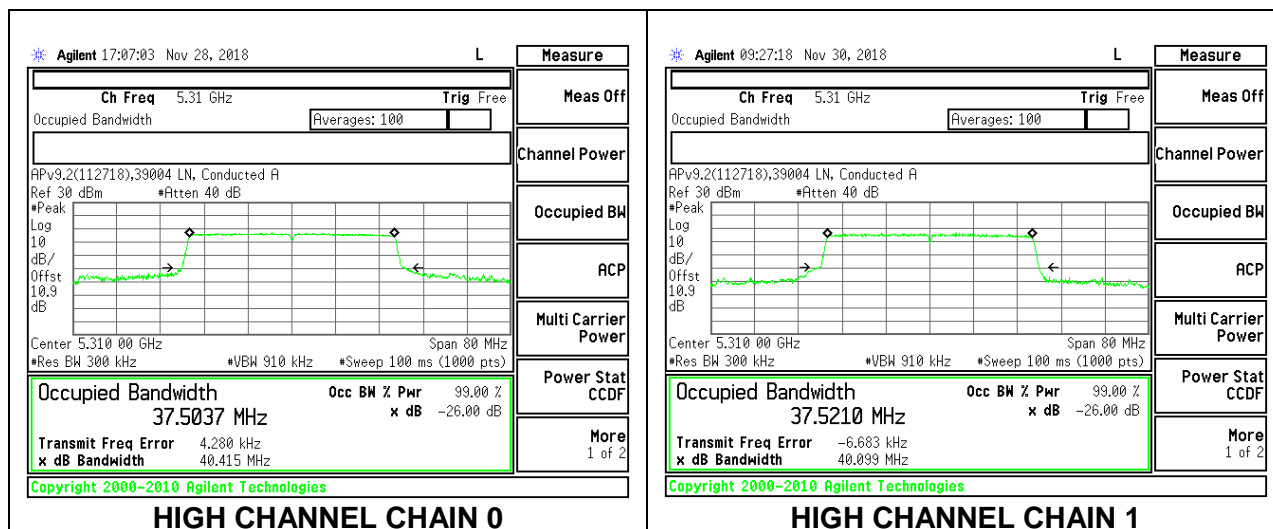 Agilent 17:07:03 Nov 28, 2018 L Measure
Ch Freq 5.31 GHz Trig Free
Occupied Bandwidth Averages: 100
Meas Off
Channel Power
APv9.2(112718),39004 LN, Conducted A
Ref 30 dBm #Atten 40 dB
#Peak
Log
10
dB/
Offst
10.9
dB
Occupied BW
ACP
Multi Carrier
Power
Center 5.310 00 GHz Span 80 MHz
#Res BW 300 kHz #VBW 910 kHz #Sweep 100 ms (1000 pts)
Power Stat
CCDF
Occupied Bandwidth Occ BW % Pwr 99.00 %
37.5037 MHz x dB -26.00 dB
Transmit Freq Error 4.280 kHz
x dB Bandwidth 40.415 MHz
More
1 of 2
Copyright 2000-2010 Agilent Technologies
HIGH CHANNEL CHAIN 0
Agilent 09:27:18 Nov 30, 2018 L Measure
Ch Freq 5.31 GHz Trig Free
Occupied Bandwidth Averages: 100
Meas Off
Channel Power
APv9.2(112718),39004 LN, Conducted A
Ref 30 dBm #Atten 40 dB
#Peak
Log
10
dB/
Offst
10.9
dB
Occupied BW
ACP
Multi Carrier
Power
Center 5.310 00 GHz Span 80 MHz
#Res BW 300 kHz #VBW 910 kHz #Sweep 100 ms (1000 pts)
Power Stat
CCDF
Occupied Bandwidth Occ BW % Pwr 99.00 %
37.5210 MHz x dB -26.00 dB
Transmit Freq Error -6.683 kHz
x dB Bandwidth 40.099 MHz
More
1 of 2
Copyright 2000-2010 Agilent Technologies
HIGH CHANNEL CHAIN 1